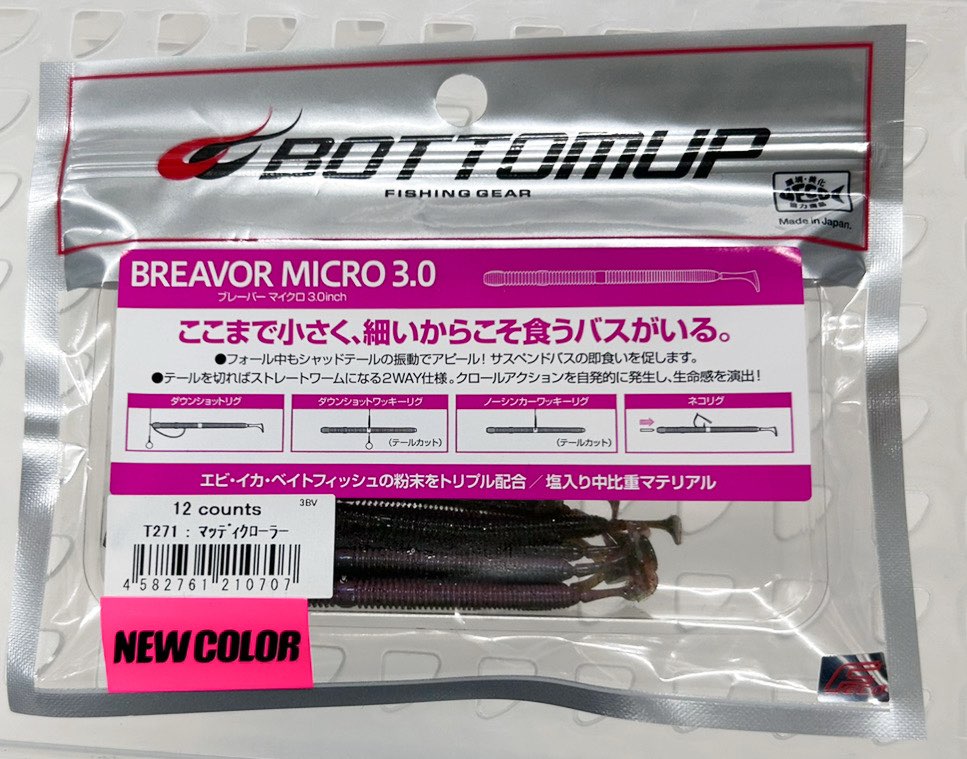 BOTTOMUP
FISHING GEAR
環境・美化
JFECO
協力商品
Made in Japan.
BREAVOR MICRO 3.0
ブレーバー マイクロ 3.0inch
ここまで小さく、細いからこそ食うバスがいる。
●フォール中もシャッドテールの振動でアピール！サスペンドバスの即食いを促します。
●テールを切ればストレートワームになる2WAY仕様。クロールアクションを自発的に発生し、生命感を演出！
ダウンショットリグ
ダウンショットワッキーリグ
ノーシンカーワッキーリグ
ネコリグ
（テールカット）
（テールカット）
エビ・イカ・ベイトフィッシュの粉末をトリプル配合／塩入り中比重マテリアル
3BV
12 counts
T271 : マッディクローラー
4 582761 210707
NEW COLOR